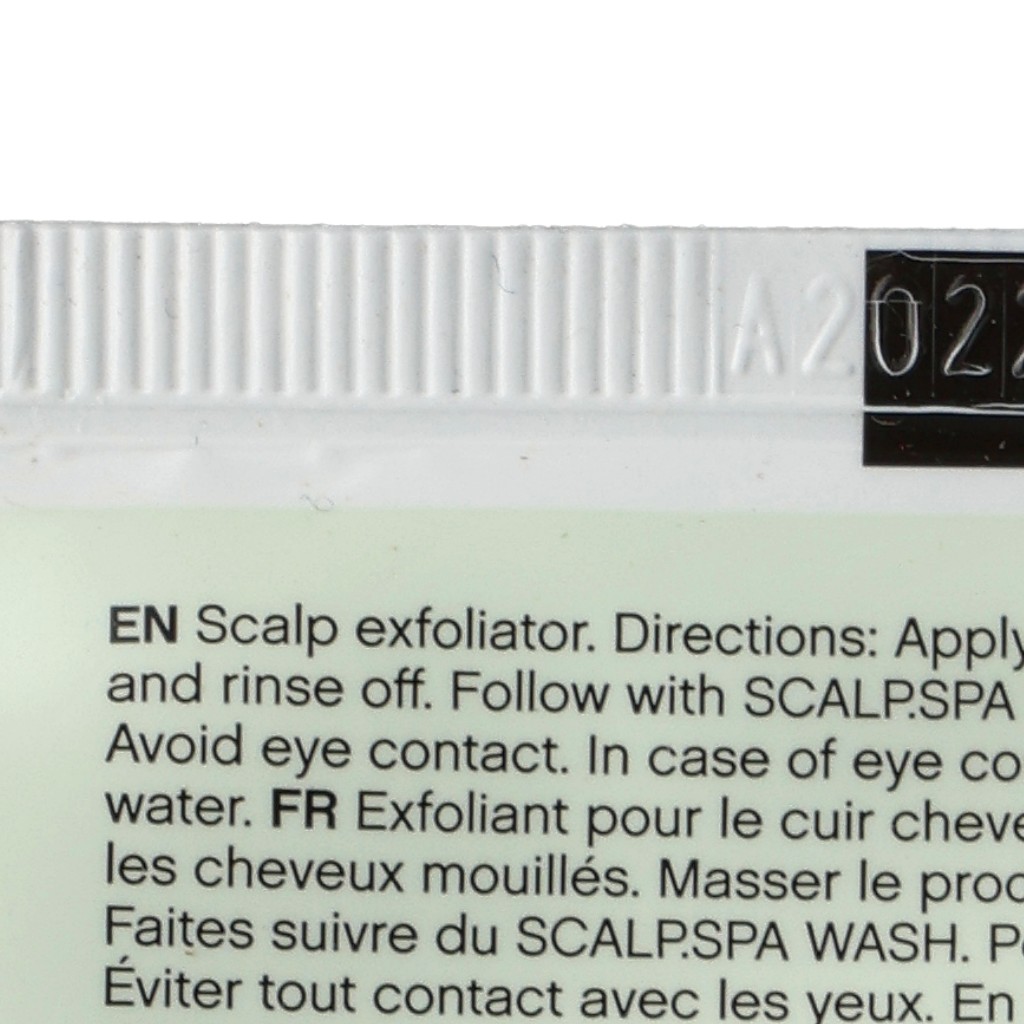 A2022
EN Scalp exfoliator. Directions: Apply
and rinse off. Follow with SCALP.SPA
Avoid eye contact. In case of eye co
water. FR Exfoliant pour le cuir cheve
les cheveux mouillés. Masser le prod
Faites suivre du SCALP.SPA WASH. Po
Éviter tout contact avec les yeux. En